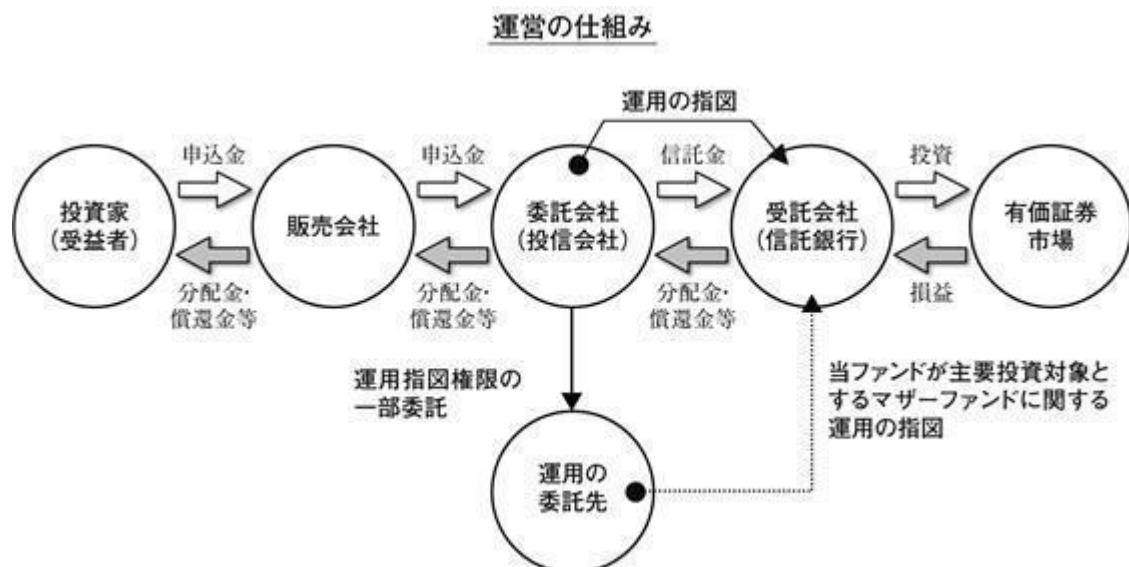 運営の仕組み
運用の指図
申込金
申込金
信託金
投資
投資家
（受益者）
販売会社
委託会社
（投信会社）
受託会社
（信託銀行）
有価証券
市場
分配金・
償還金等
分配金・
償還金等
分配金・
償還金等
損益
運用指図権限の
一部委託
当ファンドが主要投資対象と
するマザーファンドに関する
運用の指図
運用の
委託先